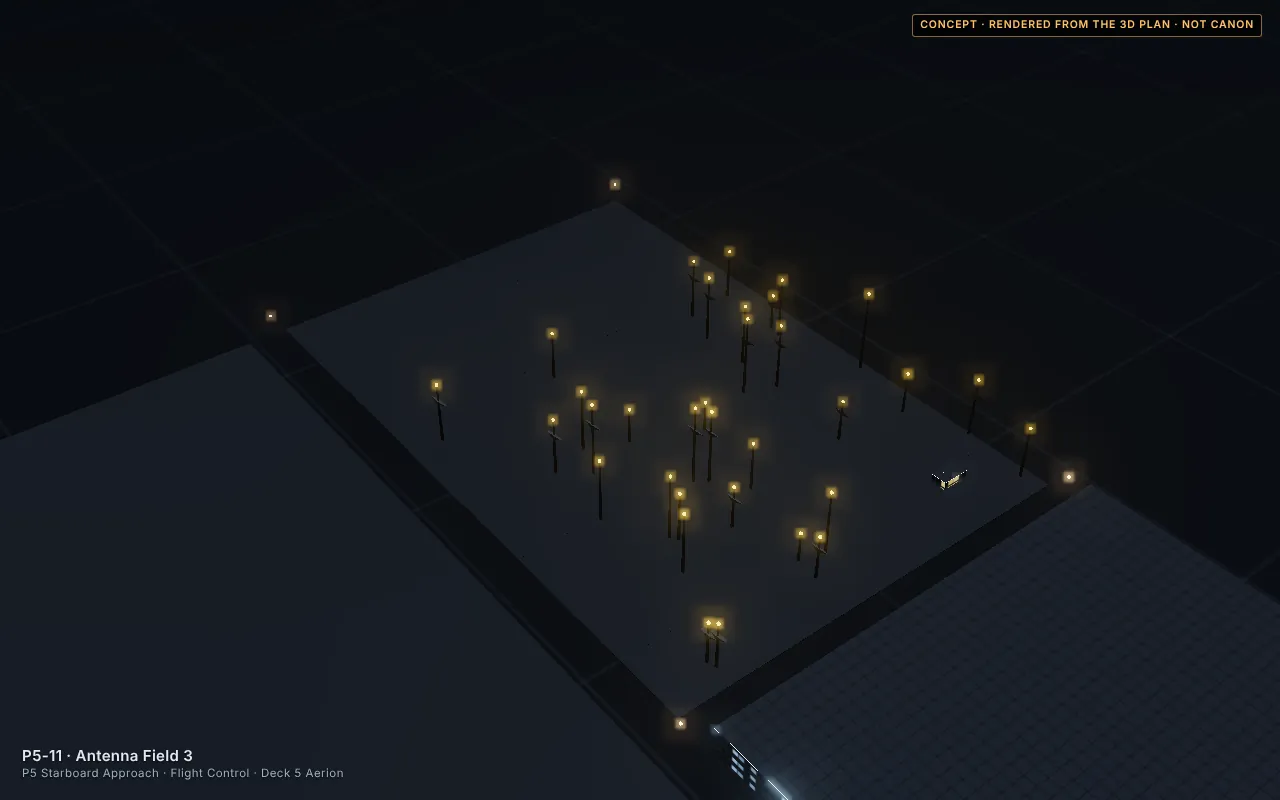 CONCEPT · RENDERED FROM THE 3D PLAN · NOT CANON
P5-11 · Antenna Field 3
P5 Starboard Approach · Flight Control · Deck 5 Aerion